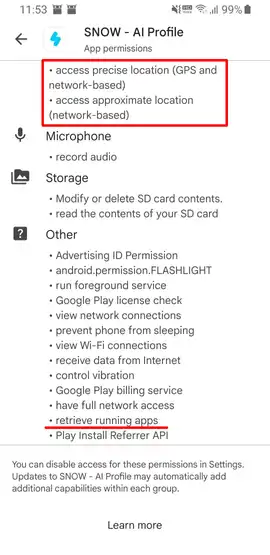 11:53
99%
SNOW - AI Profile
App permissions
• access precise location (GPS and
network-based)
• access approximate location
(network-based)
Microphone
• record audio
Storage
• Modify or delete SD card contents.
• read the contents of your SD card
Other
• Advertising ID Permission
• android.permission.FLASHLIGHT
• run foreground service
• Google Play license check
• view network connections
• prevent phone from sleeping
• view Wi-Fi connections
• receive data from Internet
• control vibration
• Google Play billing service
• have full network access
• retrieve running apps
• Play Install Referrer API
You can disable access for these permissions in Settings.
Updates to SNOW - AI Profile may automatically add
additional capabilities within each group.
Learn more